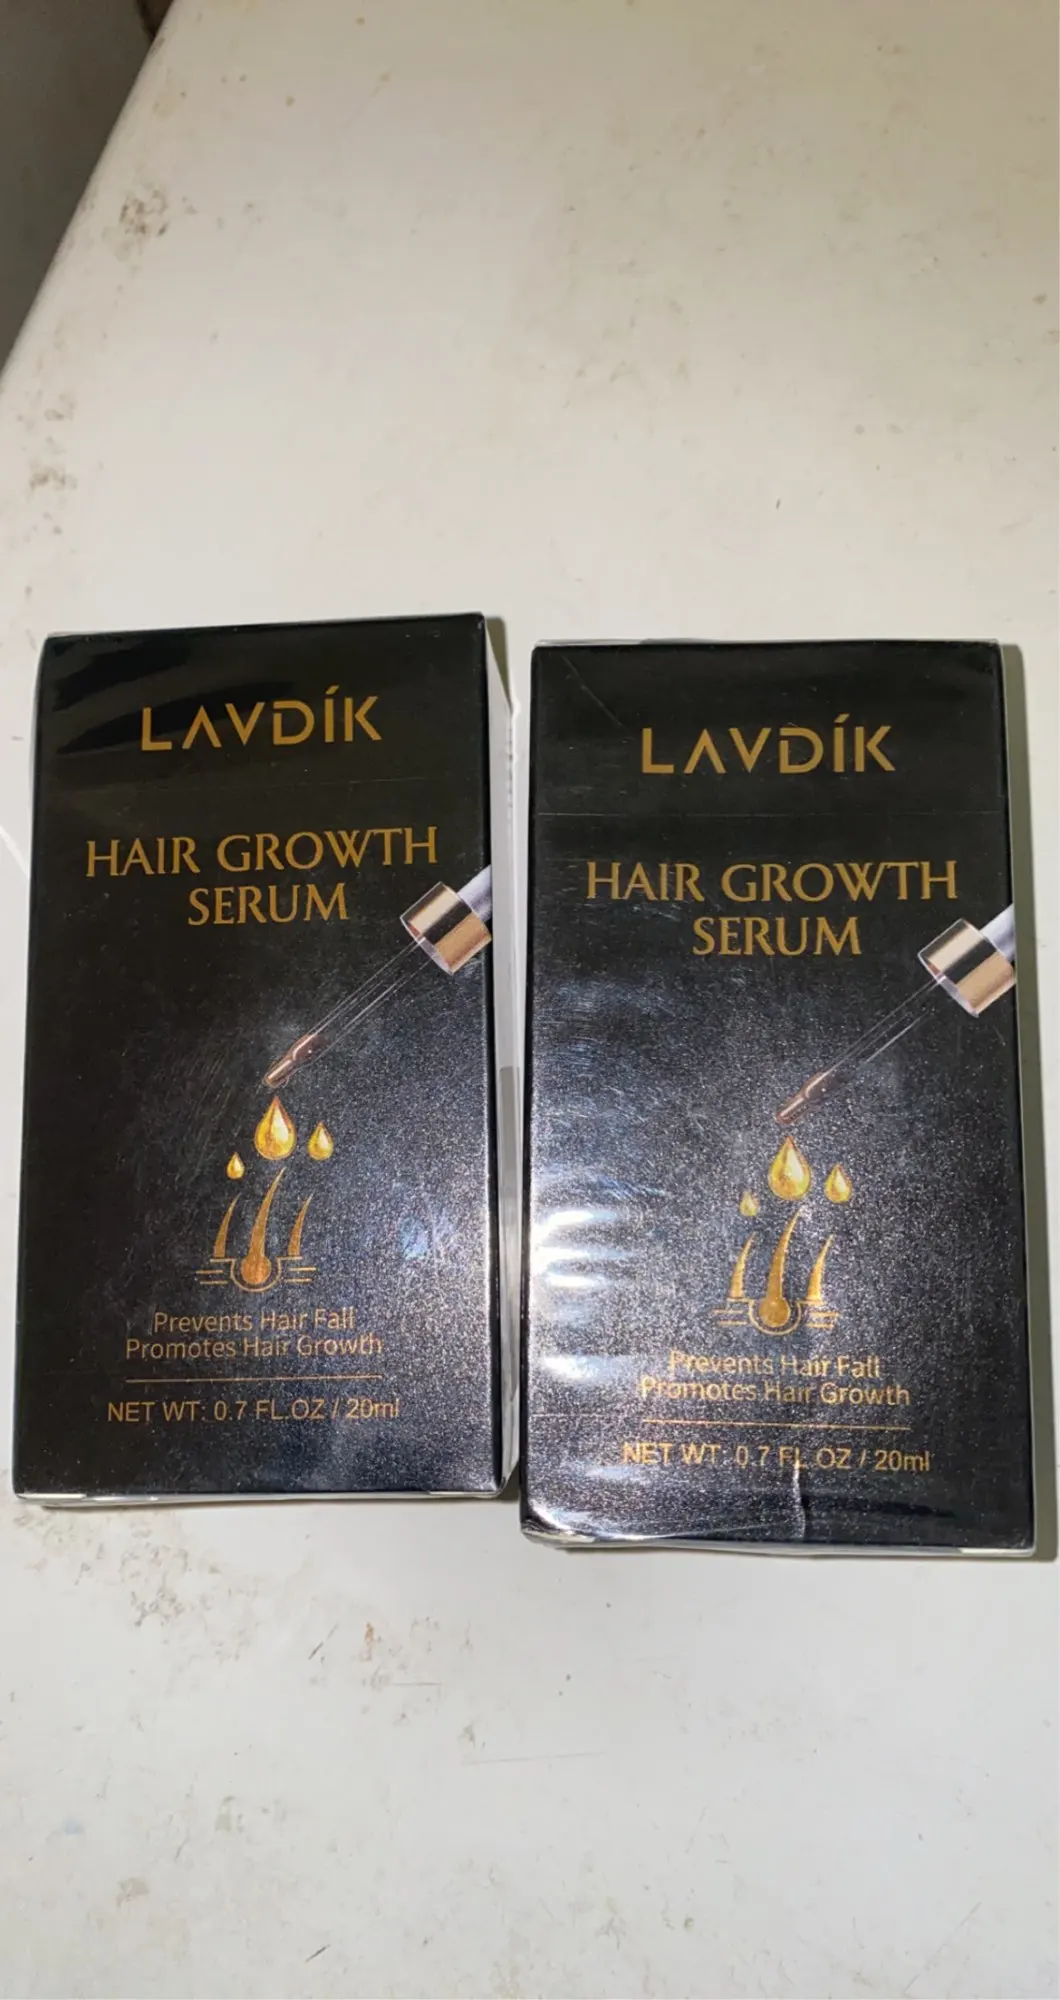 LAVDÍK
HAIR GROWTH
SERUM
Prevents Hair Fall
Promotes Hair Growth
NET WT: 0.7 FL.OZ / 20ml
LAVDÍK
HAIR GROWTH
SERUM
Prevents Hair Fall
Promotes Hair Growth
NET WT: 0.7 FL.OZ / 20ml